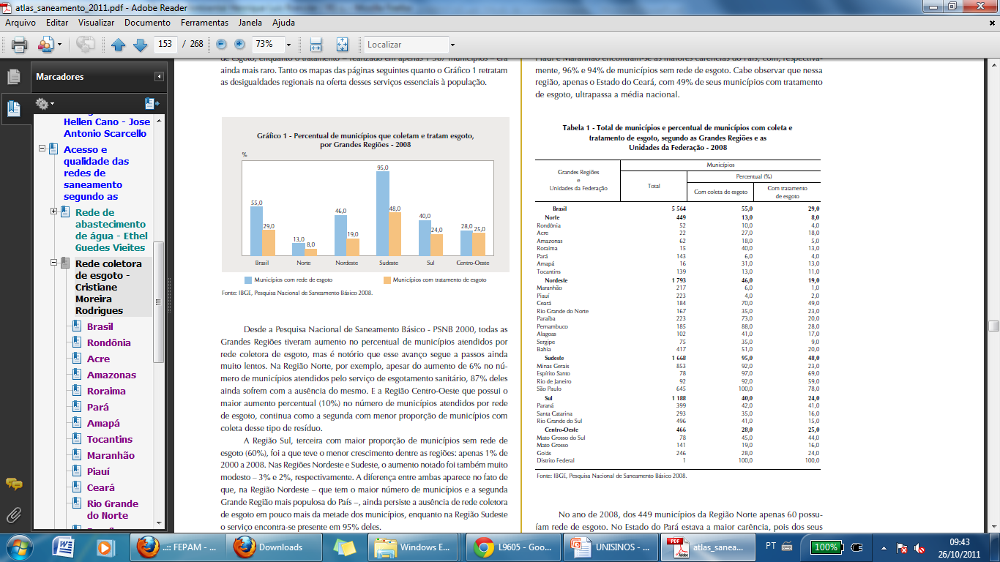 atlas_saneamento_2011.pdf - Adobe Reader
Arquivo Editar Visualizar Documento Ferramentas Janela Ajuda
153 / 268 73% Localizar
Marcadores
Hellen Cano - Jose
Antonio Scarcello
Acesso e
qualidade das
redes de
saneamento
segundo as
Rede de
abastecimento
de água - Ethel
Guedes Vieites
Rede coletora
de esgoto -
Cristiane
Moreira
Rodrigues
Brasil
Rondônia
Acre
Amazonas
Roraima
Pará
Amapá
Tocantins
Maranhão
Piauí
Ceará
Rio Grande
do Norte
de esgoto, enquanto o tratamento – realizado em apenas 1 587 municípios – era
ainda mais raro. Tanto os mapas das páginas seguintes quanto o Gráfico 1 retratam
as desigualdades regionais na oferta desses serviços essenciais à população.
Gráfico 1 - Percentual de municípios que coletam e tratam esgoto,
por Grandes Regiões - 2008
%
55,0 29,0 13,0 8,0 46,0 19,0 95,0 48,0 40,0 24,0 28,0 25,0
Brasil Norte Nordeste Sudeste Sul Centro-Oeste
Municípios com rede de esgoto Municípios com tratamento de esgoto
Fonte: IBGE, Pesquisa Nacional de Saneamento Básico 2008.
Desde a Pesquisa Nacional de Saneamento Básico - PSNB 2000, todas as
Grandes Regiões tiveram aumento no percentual de municípios atendidos por
rede coletora de esgoto, mas é notório que esse avanço segue a passos ainda
muito lentos. Na Região Norte, por exemplo, apesar do aumento de 6% no nú-
mero de municípios atendidos pelo serviço de esgotamento sanitário, 87% deles
ainda sofrem com a ausência do mesmo. E a Região Centro-Oeste que possui o
maior aumento percentual (10%) no número de municípios atendidos por rede
de esgoto, continua como a segunda com menor proporção de municípios com
coleta desse tipo de resíduo.
A Região Sul, terceira com maior proporção de municípios sem rede de
esgoto (60%), foi a que teve o menor crescimento dentre as regiões: apenas 1% de
2000 a 2008. Nas Regiões Nordeste e Sudeste, o aumento notado foi também muito
modesto – 3% e 2%, respectivamente. A diferença entre ambas aparece no fato de
que, na Região Nordeste – que tem o maior número de municípios e a segunda
Grande Região mais populosa do País –, ainda persiste a ausência de rede coletora
de esgoto em pouco mais da metade dos municípios, enquanto na Região Sudeste
o serviço encontra-se presente em 95% deles.
Piauí e Maranhão encontram-se as maiores carências do País, com, respectiva-
mente, 96% e 94% de municípios sem rede de esgoto. Cabe observar que nessa
região, apenas o Estado do Ceará, com 49% de seus municípios com tratamento
de esgoto, ultrapassa a média nacional.
Tabela 1 - Total de municípios e percentual de municípios com coleta e
tratamento de esgoto, segundo as Grandes Regiões e as
Unidades da Federação - 2008
Grandes Regiões
e
Unidades da Federação
Municípios
Total
Percentual (%)
Com coleta de esgoto
Com tratamento
de esgoto
Brasil 5 564 55,0 29,0
Norte 449 13,0 8,0
Rondônia 52 10,0 4,0
Acre 22 27,0 18,0
Amazonas 62 18,0 5,0
Roraima 15 40,0 13,0
Pará 143 6,0 4,0
Amapá 16 31,0 13,0
Tocantins 139 13,0 11,0
Nordeste 1 793 46,0 19,0
Maranhão 217 6,0 1,0
Piauí 223 4,0 2,0
Ceará 184 70,0 49,0
Rio Grande do Norte 167 35,0 23,0
Paraíba 223 73,0 20,0
Pernambuco 185 88,0 28,0
Alagoas 102 41,0 17,0
Sergipe 75 35,0 9,0
Bahia 417 51,0 20,0
Sudeste 1 668 95,0 48,0
Minas Gerais 853 92,0 23,0
Espírito Santo 78 97,0 69,0
Rio de Janeiro 92 92,0 59,0
São Paulo 645 100,0 78,0
Sul 1 188 40,0 24,0
Paraná 399 42,0 41,0
Santa Catarina 293 35,0 16,0
Rio Grande do Sul 496 41,0 15,0
Centro-Oeste 466 28,0 25,0
Mato Grosso do Sul 78 45,0 44,0
Mato Grosso 141 19,0 16,0
Goiás 246 28,0 24,0
Distrito Federal 1 100,0 100,0
Fonte: IBGE, Pesquisa Nacional de Saneamento Básico 2008.
No ano de 2008, dos 449 municípios da Região Norte apenas 60 possu-
íam rede de esgoto. No Estado do Pará estava a maior carência, pois dos seus
..:: FEPAM - ... Downloads Windows E... L9605 - Goo... UNISINOS - ... atlas_sanea... PT 100% 09:43
26/10/2011